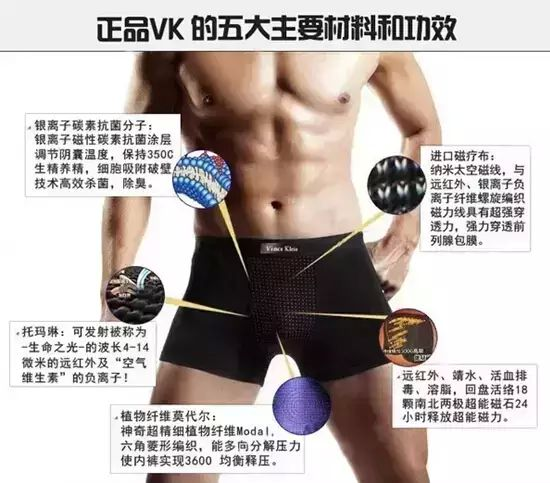 正品VK 的五大主要材料和功效
银离子碳素抗菌分子：
银离子磁性碳素抗菌涂层
调节阴囊温度，保持350C
生精养精，细胞吸附破壁
技术高效杀菌，除臭。
进口磁疗布：
纳米太空磁线，与
远红外、银离子负
离子纤维螺旋编织
磁力线具有超强穿
透力，强力穿透前
列腺包膜。
Vince Klein
托玛琳：可发射被称为
-生命之光-的波长4-14
微米的远红外及“空气
维生素”的负离子！
远红外、靖水、活血排
毒、溶脂，回盘活络18
颗南北两极超能磁石24
小时释放超能磁力。
植物纤维莫代尔：
神奇超精细植物纤维Modal，
六角菱形编织，能多向分解压力
使内裤实现3600 均衡释压。